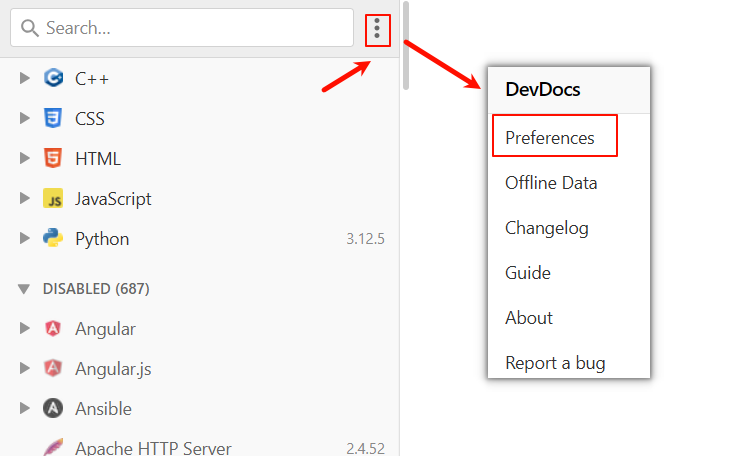 Search...
C++
CSS
HTML
JS
JavaScript
Python 3.12.5
DISABLED (687)
Angular
Angular.js
Ansible
Apache HTTP Server 2.4.52
DevDocs
Preferences
Offline Data
Changelog
Guide
About
Report a bug